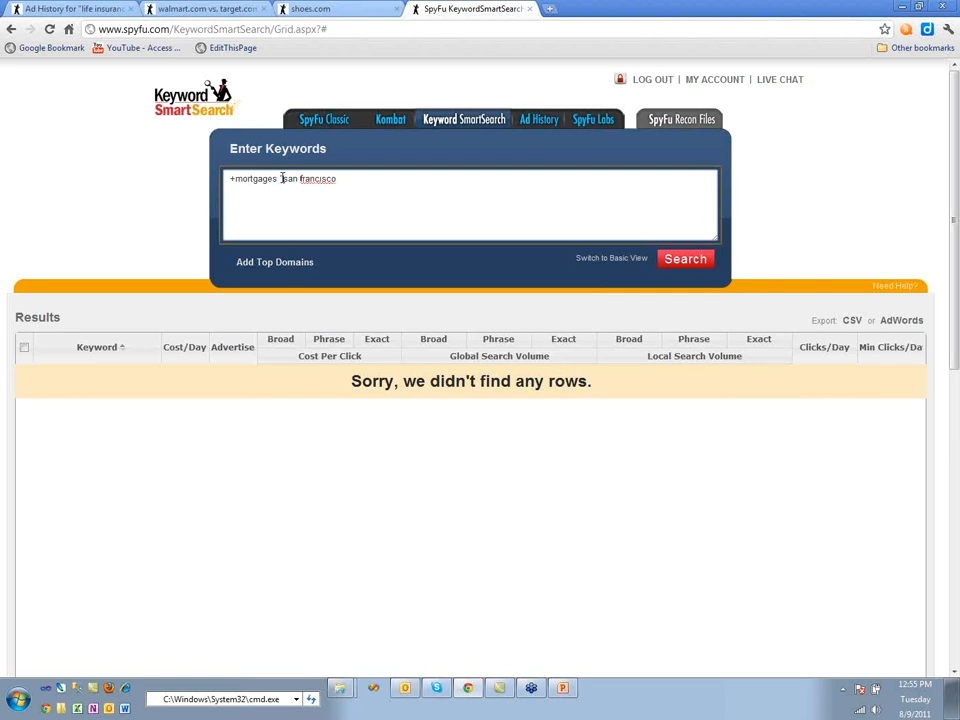 Ad History for "life insuran
walmart.com vs. target.com
shoes.com
SpyFu KeywordSmartSearch
www.spyfu.com/KeywordSmartSearch/Grid.aspx?#
Google Bookmark
YouTube - Access ...
EditThisPage
Other bookmarks
LOG OUT | MY ACCOUNT | LIVE CHAT
Keyword
SmartSearch
SpyFu Classic
Kombat
Keyword SmartSearch
Ad History
SpyFu Labs
SpyFu Recon Files
Enter Keywords
+mortgages san francisco
Add Top Domains
Switch to Basic View
Search
Need Help?
Results
Export: CSV or AdWords
Keyword
Cost/Day
Advertise
Broad Phrase Exact
Cost Per Click
Broad Phrase Exact
Global Search Volume
Broad Phrase Exact
Local Search Volume
Clicks/Day
Min Clicks/Da
Sorry, we didn't find any rows.
C:\Windows\System32\cmd.exe
12:55 PM
Tuesday
8/9/2011